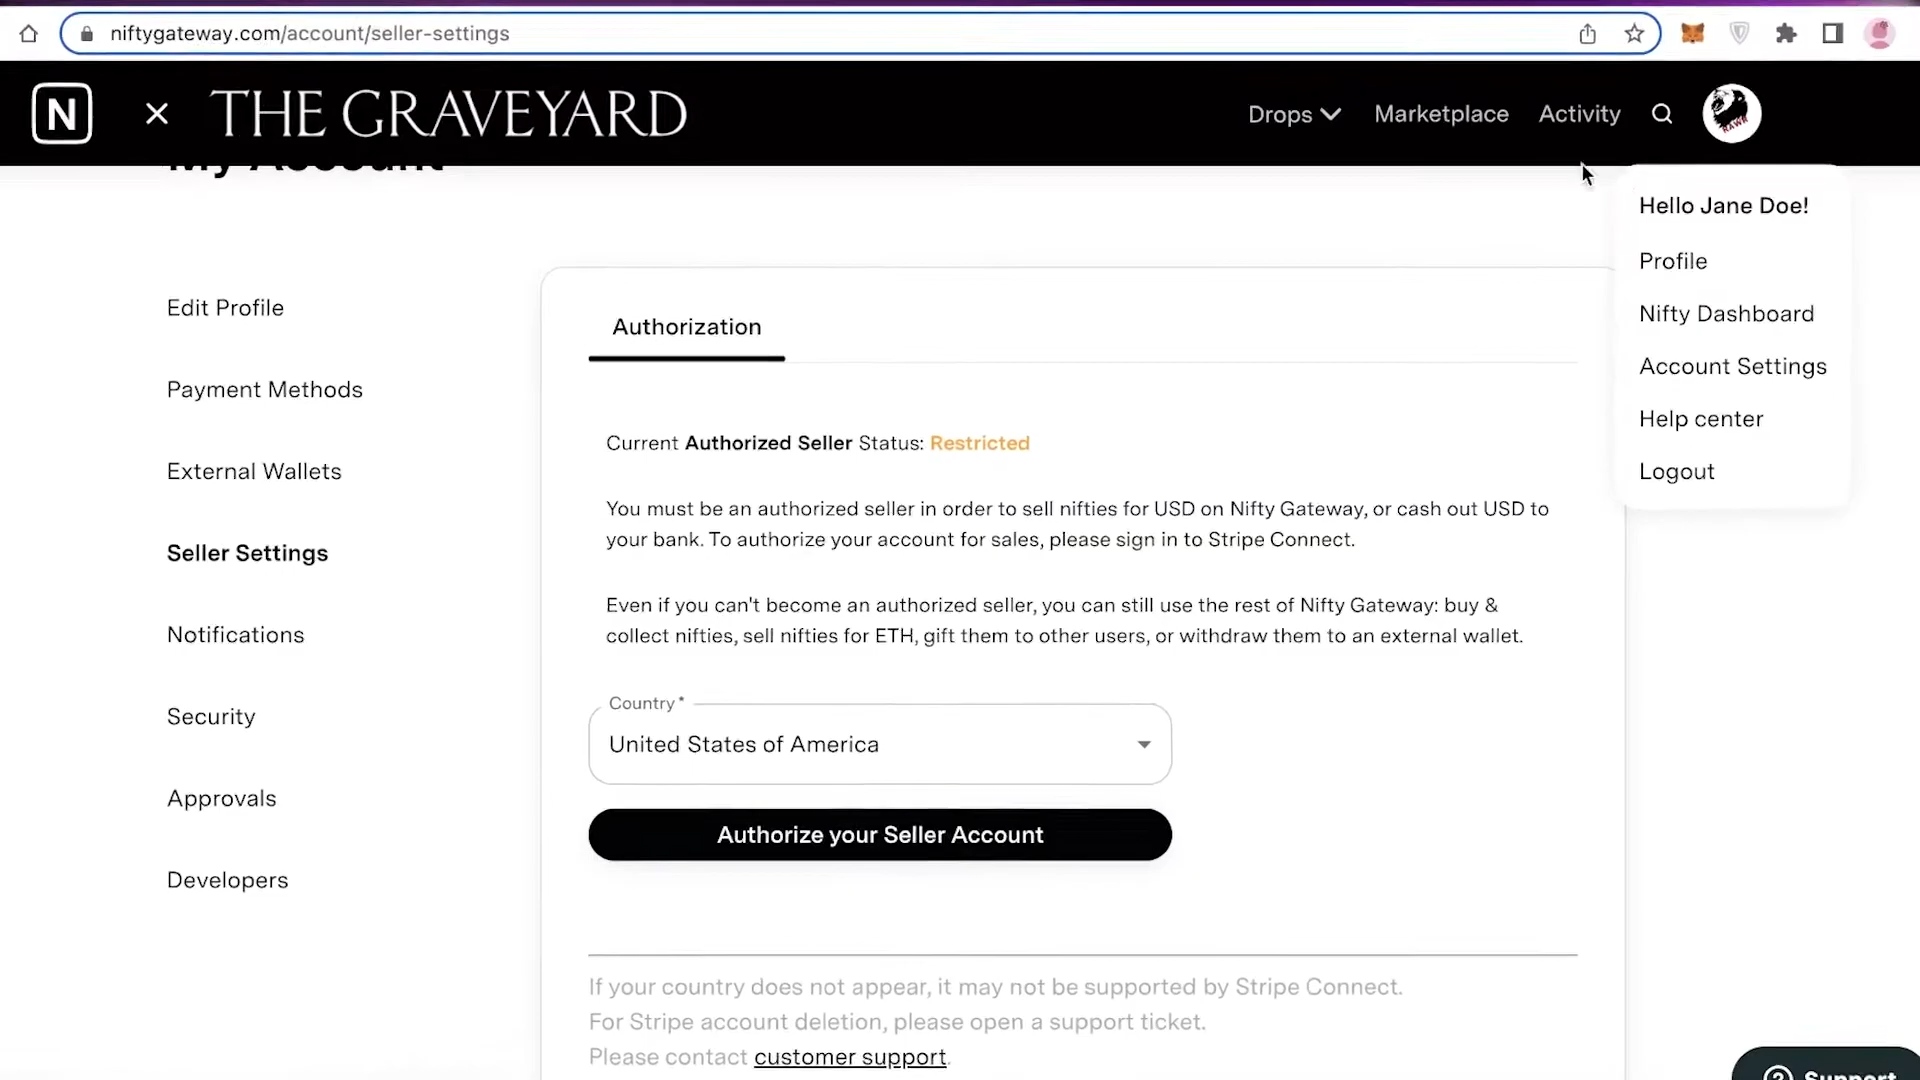 niftygateway.com/account/seller-settings
N
THE GRAVEYARD
Drops
Marketplace
Activity
RAWR
My Account
Hello Jane Doe!
Profile
Nifty Dashboard
Account Settings
Help center
Logout
Edit Profile
Payment Methods
External Wallets
Seller Settings
Notifications
Security
Approvals
Developers
Authorization
Current Authorized Seller Status: Restricted
You must be an authorized seller in order to sell nifties for USD on Nifty Gateway, or cash out USD to
your bank. To authorize your account for sales, please sign in to Stripe Connect.
Even if you can't become an authorized seller, you can still use the rest of Nifty Gateway: buy &
collect nifties, sell nifties for ETH, gift them to other users, or withdraw them to an external wallet.
Country *
United States of America
Authorize your Seller Account
If your country does not appear, it may not be supported by Stripe Connect.
For Stripe account deletion, please open a support ticket.
Please contact customer support.
Support